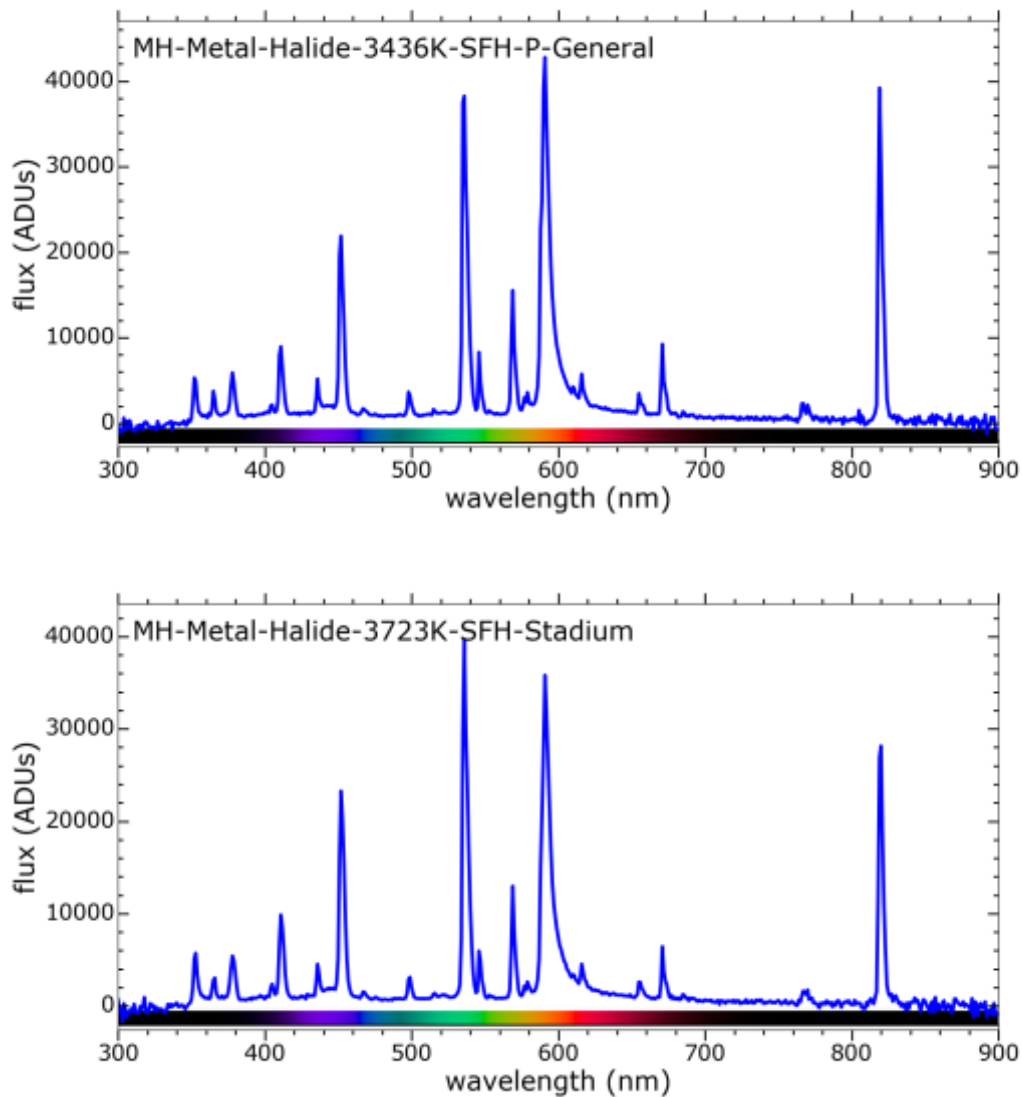 MH-Metal-Halide-3436K-SFH-P-General
40000
30000
20000
10000
0
flux (ADUs)
300 400 500 600 700 800 900
wavelength (nm)
MH-Metal-Halide-3723K-SFH-Stadium
40000
30000
20000
10000
0
flux (ADUs)
300 400 500 600 700 800 900
wavelength (nm)